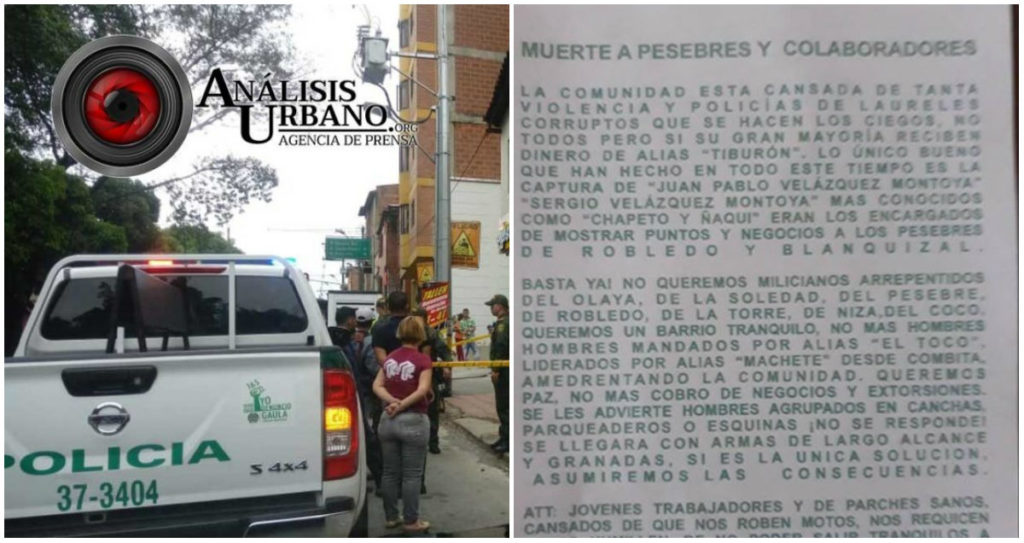 ANÁLISIS
URBANO.ORG
AGENCIA DE PRENSA
TALLER
165
YO
DENUNCIO
GAULA
POLICIA
S 4x4
37-3404
MUERTE A PESEBRES Y COLABORADORES
LA COMUNIDAD ESTA CANSADA DE TANTA
VIOLENCIA Y POLICÍAS DE LAURELES
CORRUPTOS QUE SE HACEN LOS CIEGOS, NO
TODOS PERO SI SU GRAN MAYORÍA RECIBEN
DINERO DE ALIAS "TIBURÓN". LO ÚNICO BUENO
QUE HAN HECHO EN TODO ESTE TIEMPO ES LA
CAPTURA DE "JUAN PABLO VELÁZQUEZ MONTOYA"
"SERGIO VELÁZQUEZ MONTOYA" MAS CONOCIDOS
COMO "CHAPETO Y ÑAQUI" ERAN LOS ENCARGADOS
DE MOSTRAR PUNTOS Y NEGOCIOS A LOS PESEBRES
DE ROBLEDO Y BLANQUIZAL.
BASTA YA! NO QUEREMOS MILICIANOS ARREPENTIDOS
DEL OLAYA, DE LA SOLEDAD, DEL PESEBRE,
DE ROBLEDO, DE LA TORRE, DE NIZA,DEL COCO.
QUEREMOS UN BARRIO TRANQUILO, NO MAS HOMBRES
HOMBRES MANDADOS POR ALIAS "EL TOCO".
LIDERADOS POR ALIAS "MACHETE" DESDE COMBITA,
AMEDRENTANDO LA COMUNIDAD. QUEREMOS
PAZ, NO MAS COBRO DE NEGOCIOS Y EXTORSIONES.
SE LES ADVIERTE HOMBRES AGRUPADOS EN CANCHAS,
PARQUEADEROS O ESQUINAS ¡NO SE RESPONDE!
SE LLEGARA CON ARMAS DE LARGO ALCANCE
Y GRANADAS, SI ES LA UNICA SOLUCION,
ASUMIREMOS LAS CONSECUENCIAS.
ATT: JOVENES TRABAJADORES Y DE PARCHES SANOS,
CANSADOS DE QUE NOS ROBEN MOTOS, NOS REQUICEN